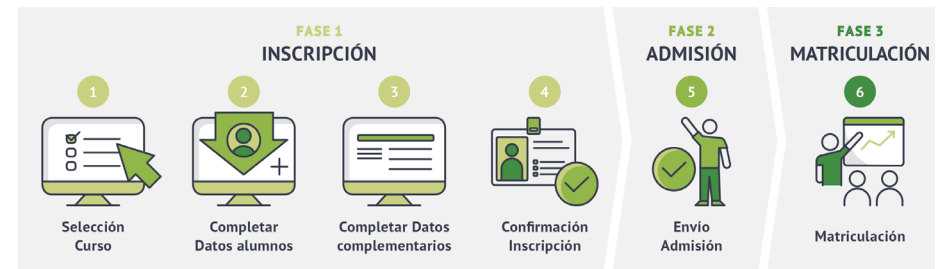 FASE 1
INSCRIPCIÓN
1
Selección
Curso
2
Completar
Datos alumnos
3
Completar Datos
complementarios
4
Confirmación
Inscripción
FASE 2
ADMISIÓN
5
Envío
Admisión
FASE 3
MATRICULACIÓN
6
Matriculación